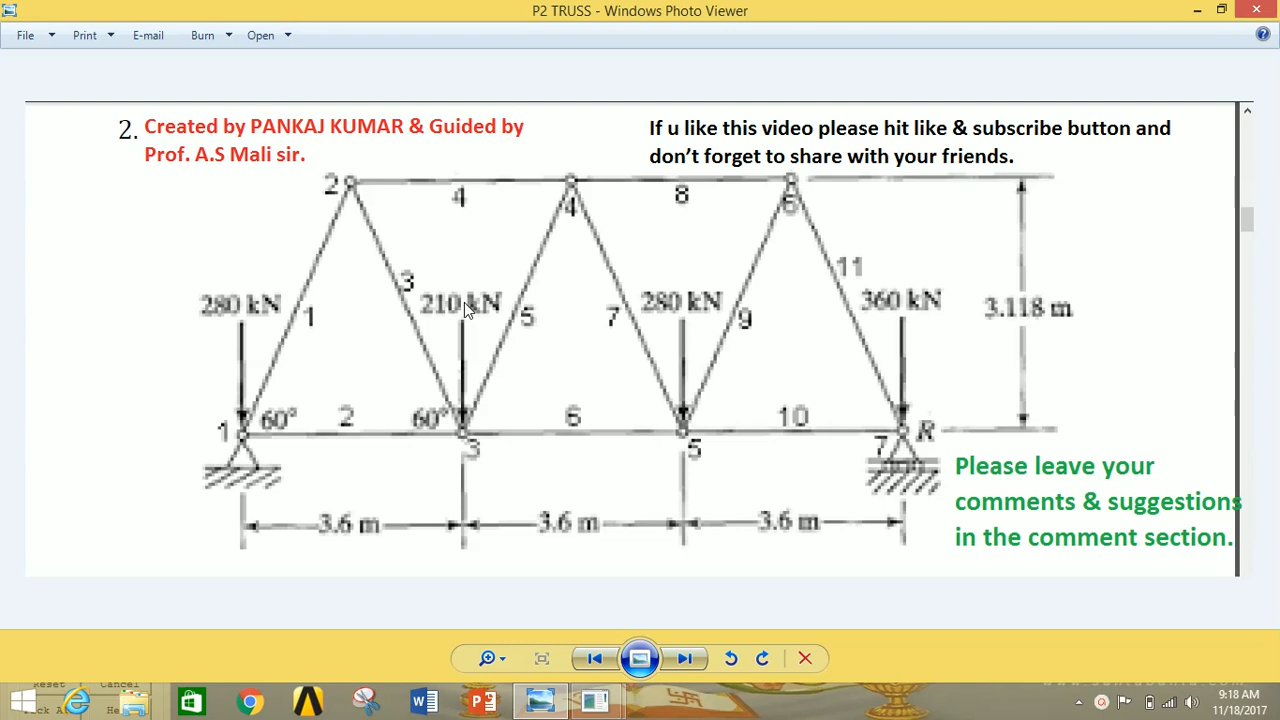 P2 TRUSS - Windows Photo Viewer
File Print E-mail Burn Open
2. Created by PANKAJ KUMAR & Guided by
Prof. A.S Mali sir.
If u like this video please hit like & subscribe button and
don't forget to share with your friends.
2 4 4 8 6
280 kN 1 3 210 kN 5 7 280 kN 9 11 360 kN 3.118 m
1 60° 2 60° 3 6 5 10 7 R
3.6 m 3.6 m 3.6 m
Please leave your
comments & suggestions
in the comment section.
Reset Cancel
9:18 AM
11/18/2017